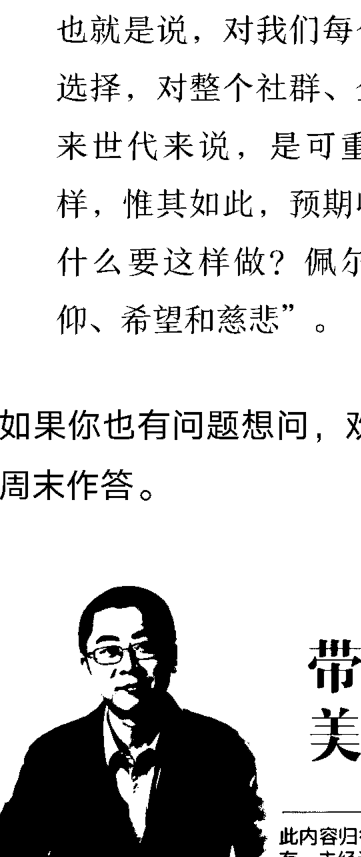 也就是说，对我们每
选择，对整个社群、
来世代来说，是可重
样，惟其如此，预期
什么要这样做？佩尔
仰、希望和慈悲”。
如果你也有问题想问，欢
周末作答。
带
美
此内容归